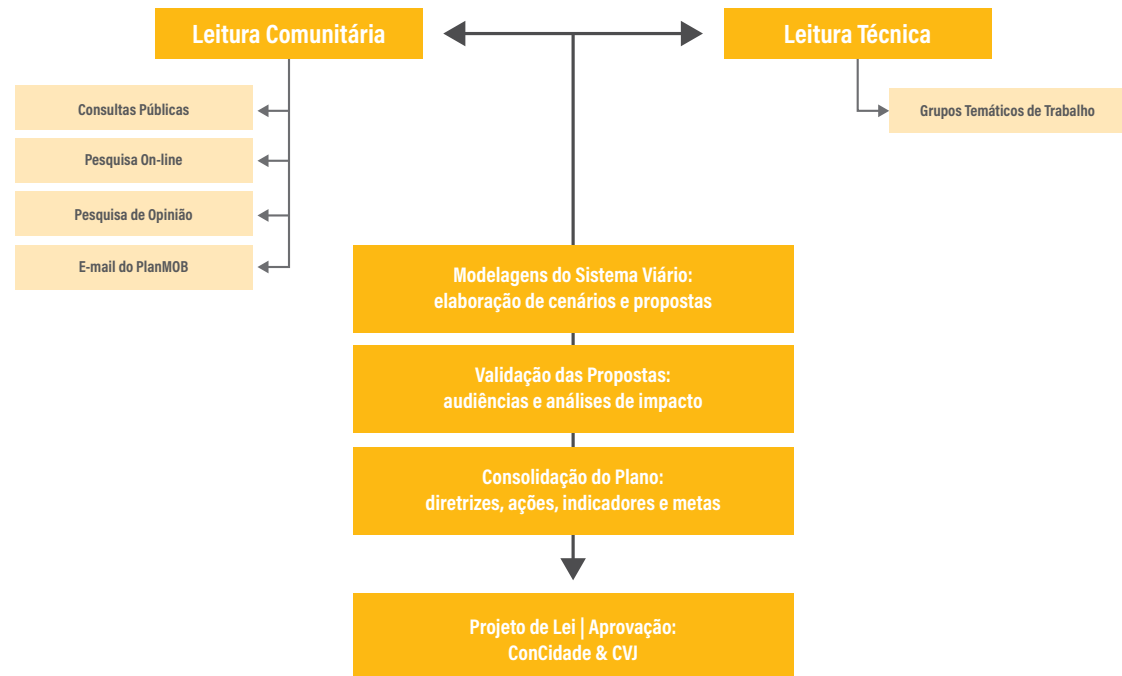 Leitura Comunitária
Consultas Públicas
Pesquisa On-line
Pesquisa de Opinião
E-mail do PlanMOB
Leitura Técnica
Grupos Temáticos de Trabalho
Modelagens do Sistema Viário:
elaboração de cenários e propostas
Validação das Propostas:
audiências e análises de impacto
Consolidação do Plano:
diretrizes, ações, indicadores e metas
Projeto de Lei | Aprovação:
ConCidade & CVJ